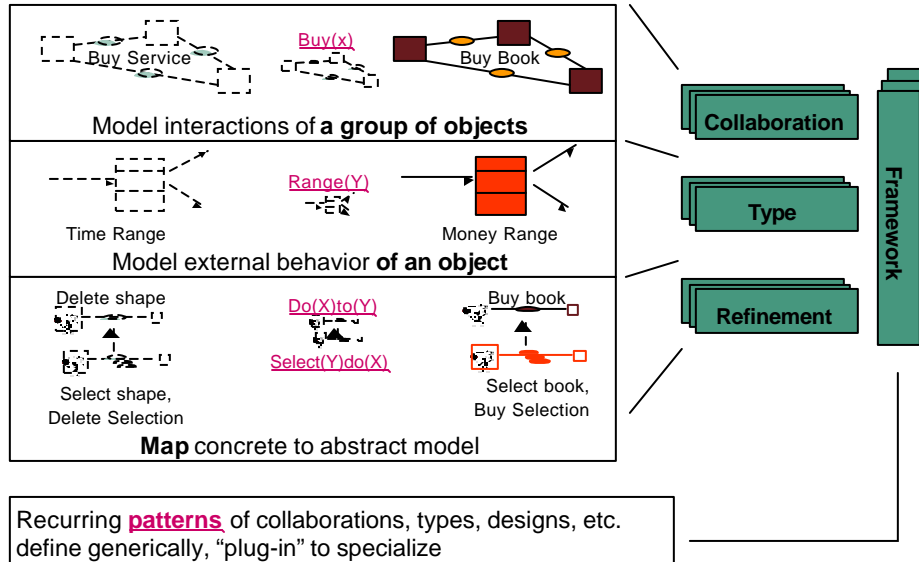 Buy Service
Buy(x)
Buy Book
Model interactions of a group of objects
Collaboration
Time Range
Range(Y)
Money Range
Model external behavior of an object
Type
Delete shape
Do(X)to(Y)
Buy book
Select(Y)do(X)
Select shape,
Delete Selection
Select book,
Buy Selection
Map concrete to abstract model
Refinement
Framework
Recurring patterns of collaborations, types, designs, etc.
define generically, “plug-in” to specialize